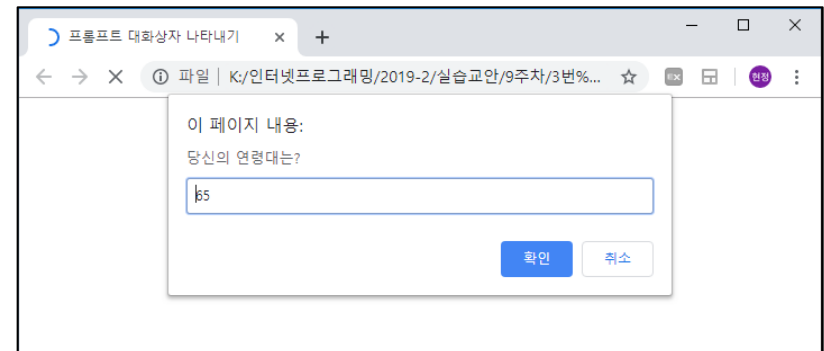 프롬프트 대화상자 나타내기
파일 | K:/인터넷프로그래밍/2019-2/실습교안/9주차/3번%...
현정
이 페이지 내용:
당신의 연령대는?
65
확인 취소